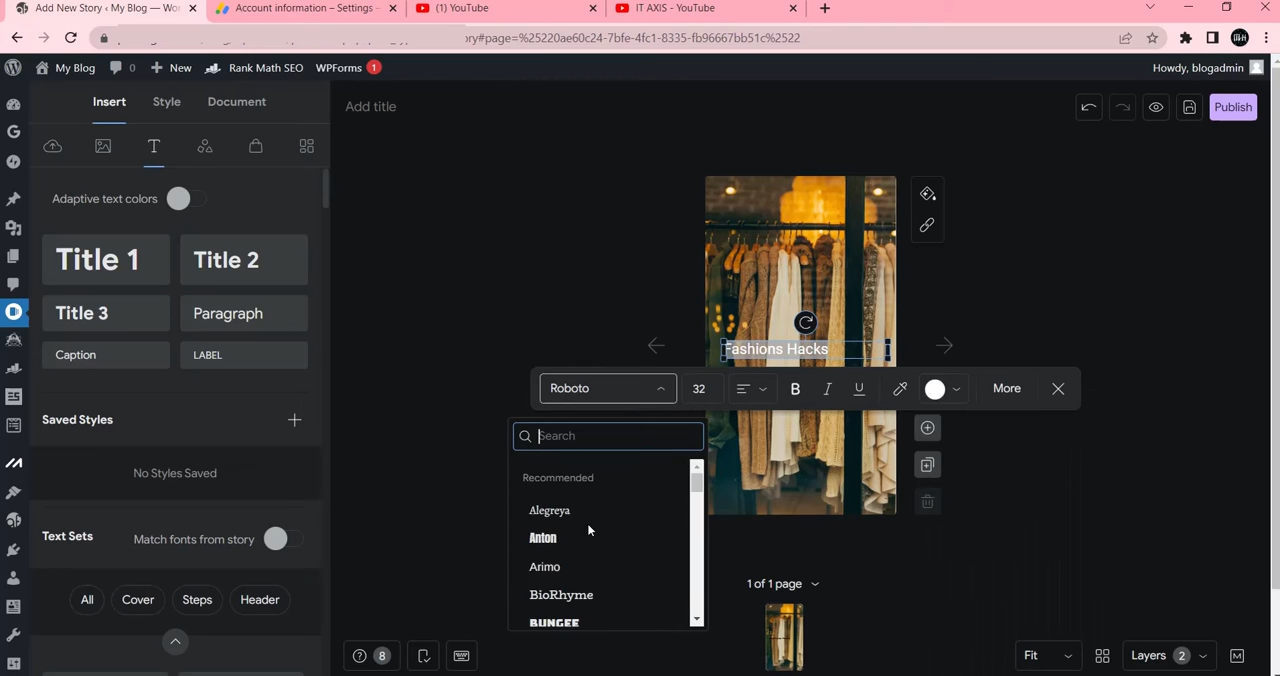 Add New Story ‹ My Blog — Wo
Account information – Settings -
(1) YouTube
IT AXIS - YouTube
ory#page=%25220ae60c24-7bfe-4fc1-8335-fb96667bb51c%2522
My Blog
0
New
Rank Math SEO
WPForms
1
Howdy, blogadmin
Insert
Style
Document
Add title
Publish
Adaptive text colors
Title 1
Title 2
Title 3
Paragraph
Caption
LABEL
Fashions Hacks
Roboto
32
B
I
U
More
Saved Styles
No Styles Saved
Search
Recommended
Alegreya
Anton
Arimo
BioRhyme
BUNGEE
Text Sets
Match fonts from story
All
Cover
Steps
Header
1 of 1 page
8
Fit
Layers
2
M